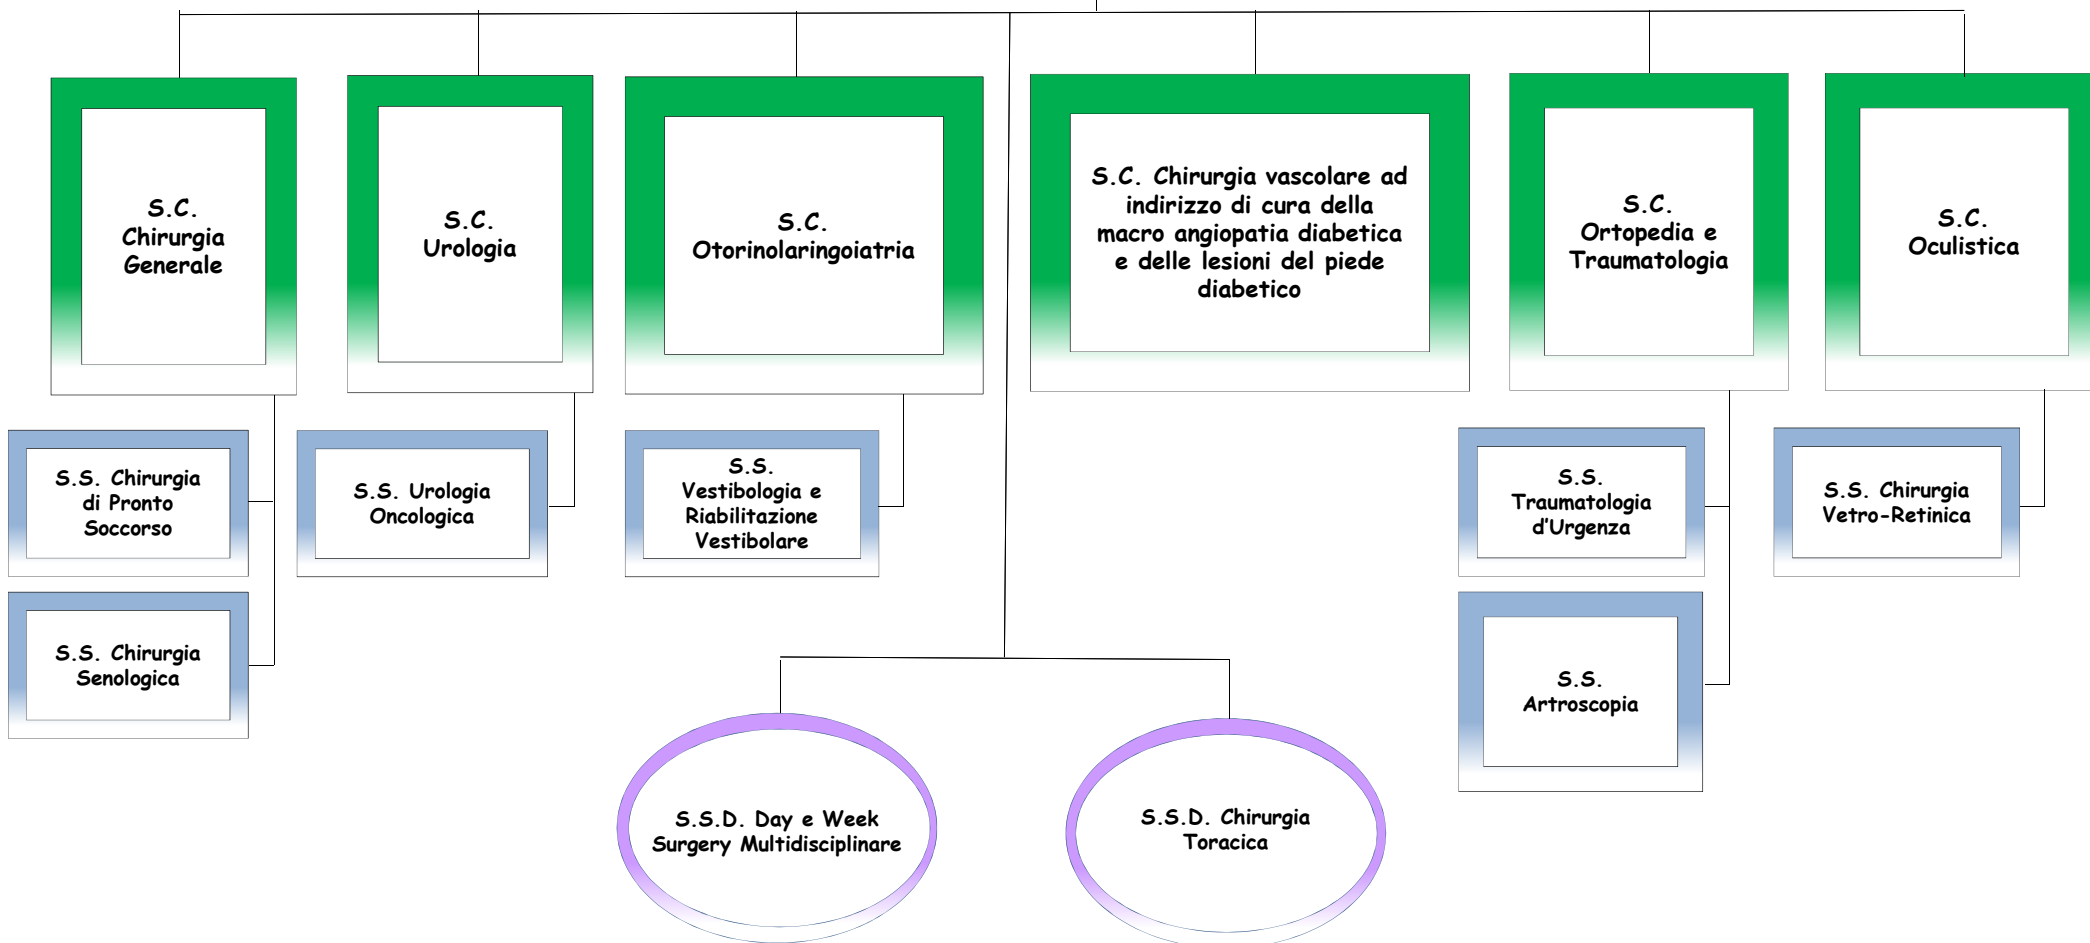 S.C.
Chirurgia
Generale
S.C.
Urologia
S.C.
Otorinolaringoiatria
S.C. Chirurgia vascolare ad
indirizzo di cura della
macro angiopatia diabetica
e delle lesioni del piede
diabetico
S.C.
Ortopedia e
Traumatologia
S.C.
Oculistica
S.S. Chirurgia
di Pronto
Soccorso
S.S. Urologia
Oncologica
S.S.
Vestibologia e
Riabilitazione
Vestibolare
S.S.
Traumatologia
d'Urgenza
S.S. Chirurgia
Vetro-Retinica
S.S. Chirurgia
Senologica
S.S.
Artroscopia
S.S.D. Day e Week
Surgery Multidisciplinare
S.S.D. Chirurgia
Toracica